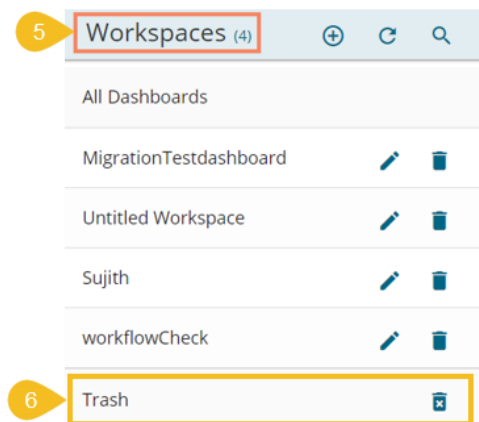 5 Workspaces (4)
All Dashboards
MigrationTestdashboard
Untitled Workspace
Sujith
workflowCheck
6 Trash